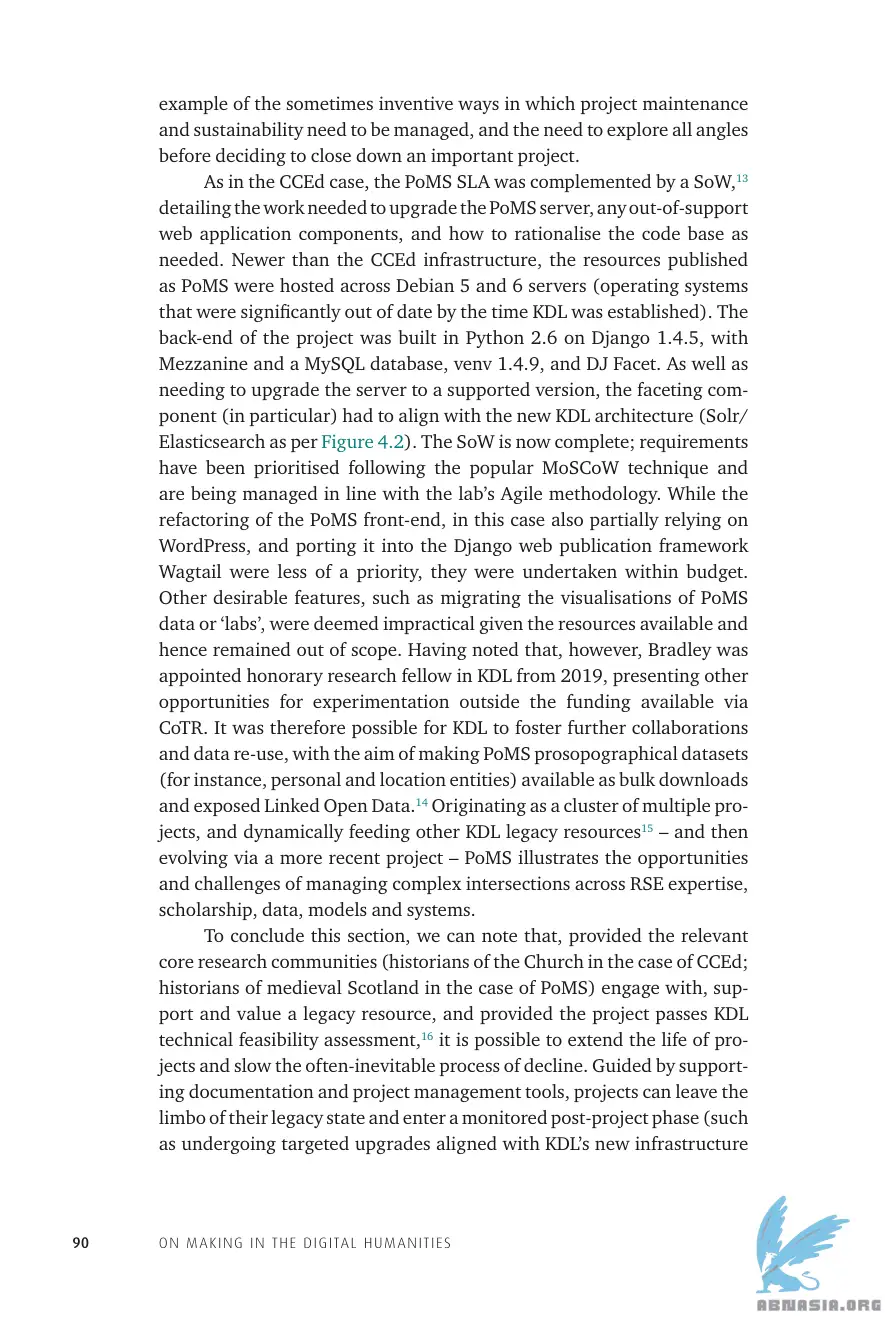 example of the sometimes inventive ways in which project maintenance
and sustainability need to be managed, and the need to explore all angles
before deciding to close down an important project.
As in the CCEd case, the PoMS SLA was complemented by a SoW,13
detailing the work needed to upgrade the PoMS server, any out-of-support
web application components, and how to rationalise the code base as
needed. Newer than the CCEd infrastructure, the resources published
as PoMS were hosted across Debian 5 and 6 servers (operating systems
that were significantly out of date by the time KDL was established). The
back-end of the project was built in Python 2.6 on Django 1.4.5, with
Mezzanine and a MySQL database, venv 1.4.9, and DJ Facet. As well as
needing to upgrade the server to a supported version, the faceting com-
ponent (in particular) had to align with the new KDL architecture (Solr/
Elasticsearch as per Figure 4.2). The SoW is now complete; requirements
have been prioritised following the popular MoSCoW technique and
are being managed in line with the lab’s Agile methodology. While the
refactoring of the PoMS front-end, in this case also partially relying on
WordPress, and porting it into the Django web publication framework
Wagtail were less of a priority, they were undertaken within budget.
Other desirable features, such as migrating the visualisations of PoMS
data or ‘labs’, were deemed impractical given the resources available and
hence remained out of scope. Having noted that, however, Bradley was
appointed honorary research fellow in KDL from 2019, presenting other
opportunities for experimentation outside the funding available via
CoTR. It was therefore possible for KDL to foster further collaborations
and data re-use, with the aim of making PoMS prosopographical datasets
(for instance, personal and location entities) available as bulk downloads
and exposed Linked Open Data.14 Originating as a cluster of multiple pro-
jects, and dynamically feeding other KDL legacy resources15 – and then
evolving via a more recent project – PoMS illustrates the opportunities
and challenges of managing complex intersections across RSE expertise,
scholarship, data, models and systems.
To conclude this section, we can note that, provided the relevant
core research communities (historians of the Church in the case of CCEd;
historians of medieval Scotland in the case of PoMS) engage with, sup-
port and value a legacy resource, and provided the project passes KDL
technical feasibility assessment,16 it is possible to extend the life of pro-
jects and slow the often-inevitable process of decline. Guided by support-
ing documentation and project management tools, projects can leave the
limbo of their legacy state and enter a monitored post-project phase (such
as undergoing targeted upgrades aligned with KDL’s new infrastructure
90 ON MAKING IN THE DIGITAL HUMANITIES
ABNASIA.ORG